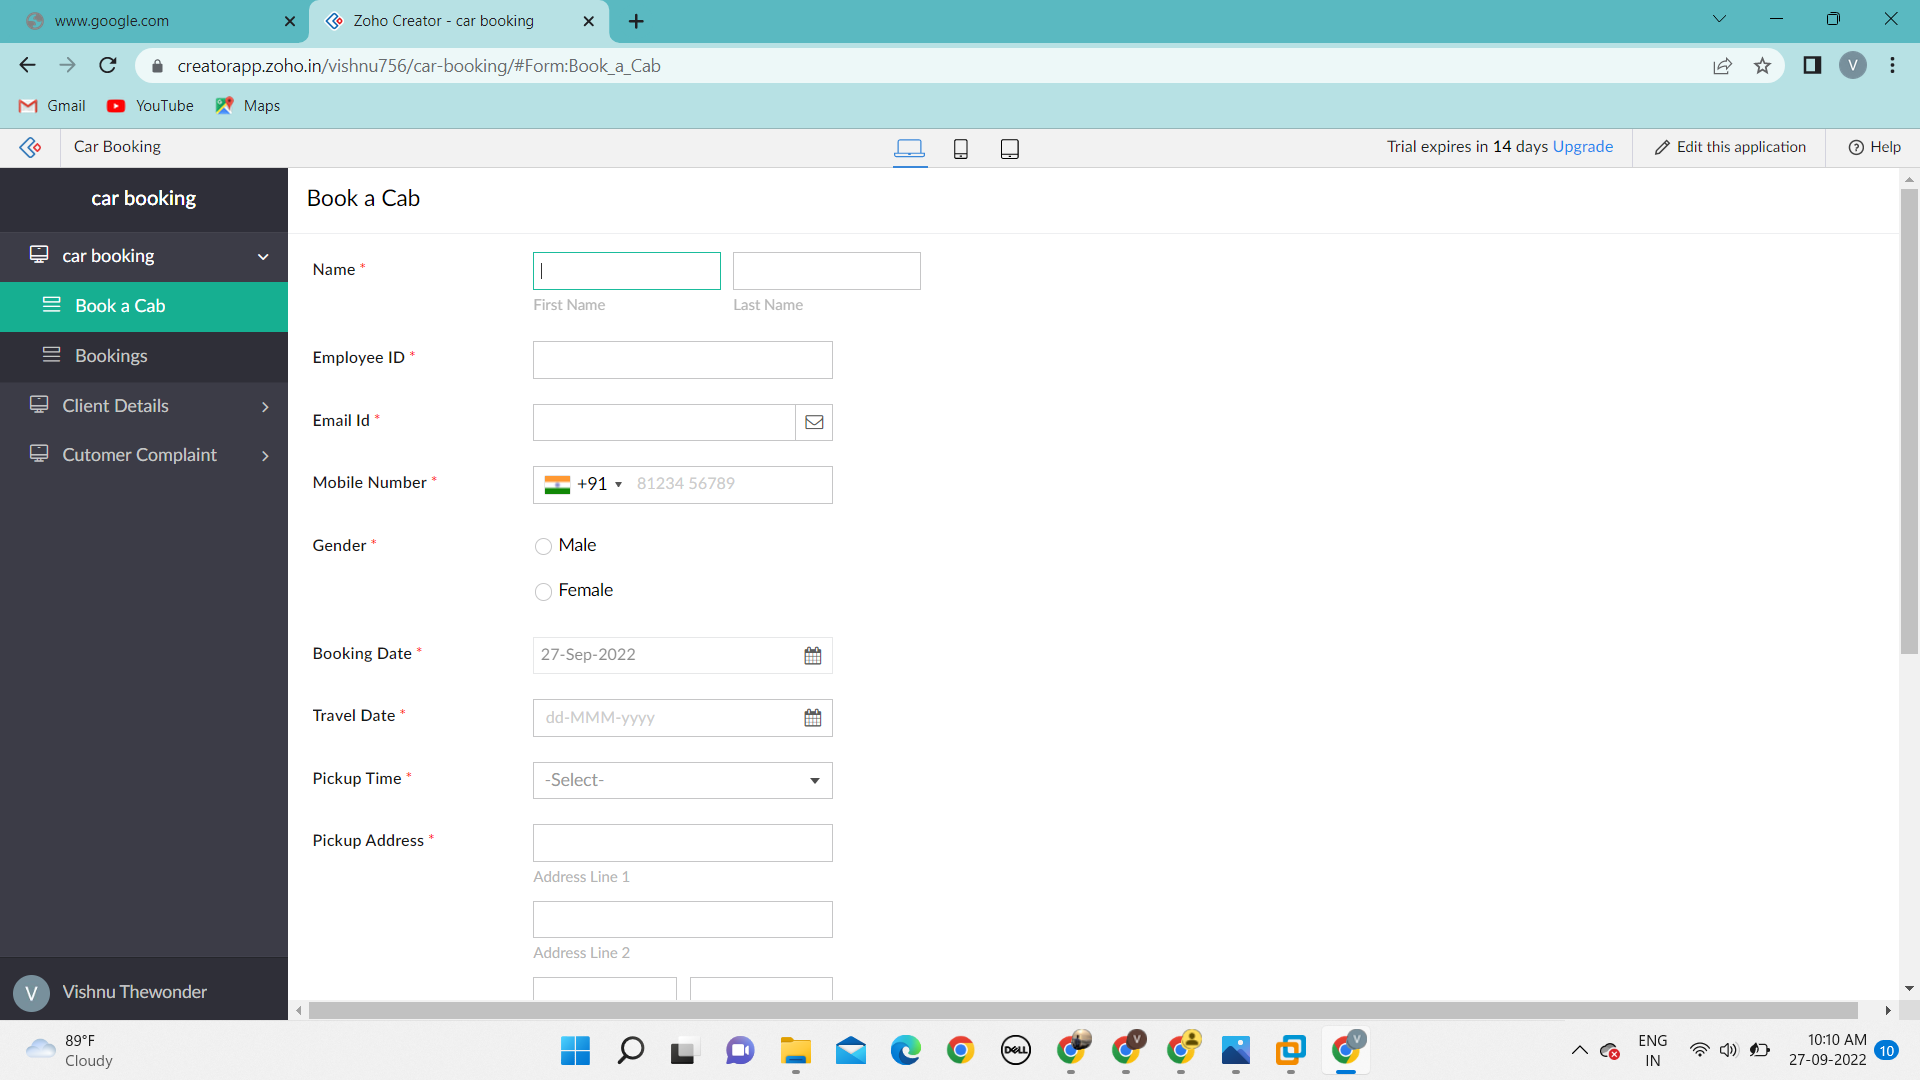 www.google.com
Zoho Creator - car booking
creatorapp.zoho.in/vishnu756/car-booking/#Form:Book_a_Cab
V
Gmail
YouTube
Maps
Car Booking
Trial expires in 14 days Upgrade
Edit this application
Help
car booking
Book a Cab
car booking
Book a Cab
Bookings
Client Details
Cutomer Complaint
Name *
First Name
Last Name
Employee ID *
Email Id *
Mobile Number *
+91
81234 56789
Gender *
Male
Female
Booking Date *
27-Sep-2022
Travel Date *
dd-MMM-yyyy
Pickup Time *
-Select-
Pickup Address *
Address Line 1
Address Line 2
V
Vishnu Thewonder
89°F
Cloudy
DELL
V
V
ENG
IN
10:10 AM
27-09-2022
10